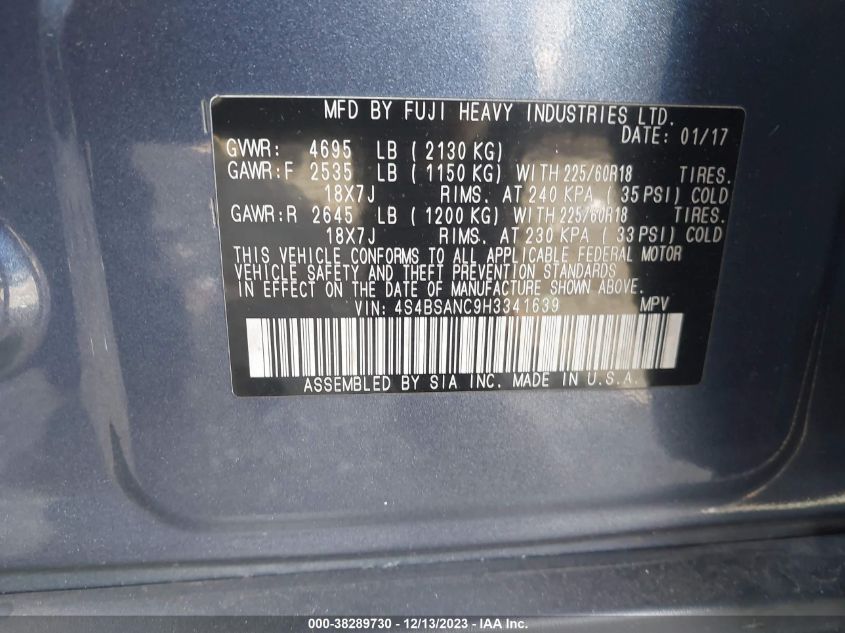 MFD BY FUJI HEAVY INDUSTRIES LTD.
DATE: 01/17
GVWR: 4695 LB ( 2130 KG)
GAWR:F 2535 LB ( 1150 KG) WITH 225/60R18 TIRES.
18X7J RIMS. AT 240 KPA ( 35 PSI) COLD
GAWR:R 2645 LB ( 1200 KG) WITH 225/60R18 TIRES.
18X7J RIMS. AT 230 KPA ( 33 PSI) COLD
THIS VEHICLE CONFORMS TO ALL APPLICABLE FEDERAL MOTOR
VEHICLE SAFETY AND THEFT PREVENTION STANDARDS
IN EFFECT ON THE DATE OF MANUFACTURE SHOWN ABOVE.
VIN: 4S4BSANC9H3341639 MPV
ASSEMBLED BY SIA INC. MADE IN U.S.A.
000-38289730 - 12/13/2023 - © Copyright 2023 - IAA Inc.